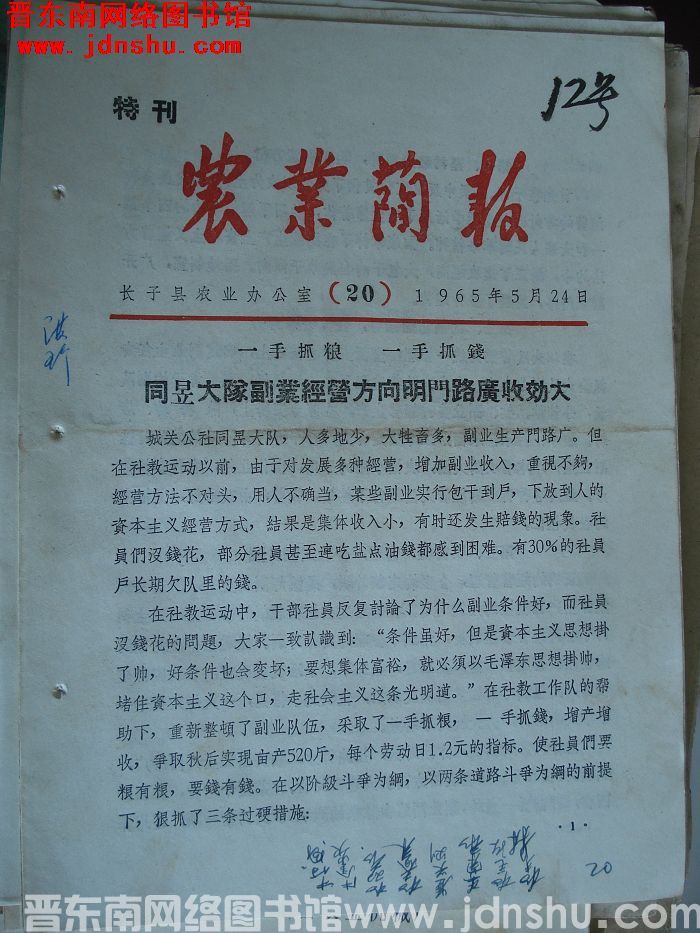 晋东南网络图书馆
www.jdnshu.com
12号
特刊
农業简报
长子县农业办公室（20）1965年5月24日
一手抓粮　一手抓錢
同昱大隊副業經營方向明門路廣收効大
城关公社同昱大队，人多地少，大牲畜多，副业生产門路广。但
在社教运动以前，由于对发展多种經営，增加副业收入，重視不夠，
經営方法不对头，用人不确当，某些副业实行包干到戶，下放到人的
資本主义經営方式，結果是集体收入小，有时还发生賠錢的現象。社
員們沒錢花，部分社員甚至連吃盐点油錢都感到困难。有30%的社員
戶长期欠队里的錢。
在社教运动中，干部社員反复討論了为什么副业条件好，而社員
沒錢花的問題，大家一致訊識到：“条件虽好，但是資本主义思想掛
了帅，好条件也会变坏；要想集体富裕，就必須以毛澤东思想掛帅，
堵住資本主义这个口，走社会主义这条光明道。”在社教工作队的帮
助下，重新整頓了副业队伍，采取了一手抓根，一手抓錢，增产增
收，爭取秋后实現亩产520斤，每个劳动日1.2元的指标。使社員們要
粮有根，要錢有錢。在以阶級斗爭为綱，以两条道路斗爭为綱的前提
下，狠抓了三条过硬措施：
·1·
20
晋东南网络图书馆 www.jdnshu.com